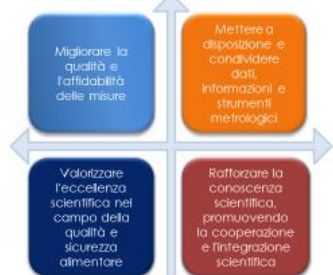 Migliorare la
qualità e
l'affidabilità
delle misure
Mettere a
disposizione e
condividere
dati,
informazioni e
strumenti
metrologici
Valorizzare
l'eccellenza
scientifica nel
campo della
qualità e
sicurezza
alimentare
Rafforzare la
conoscenza
scientifica,
promuovendo
la cooperazione
e l'integrazione
scientifica